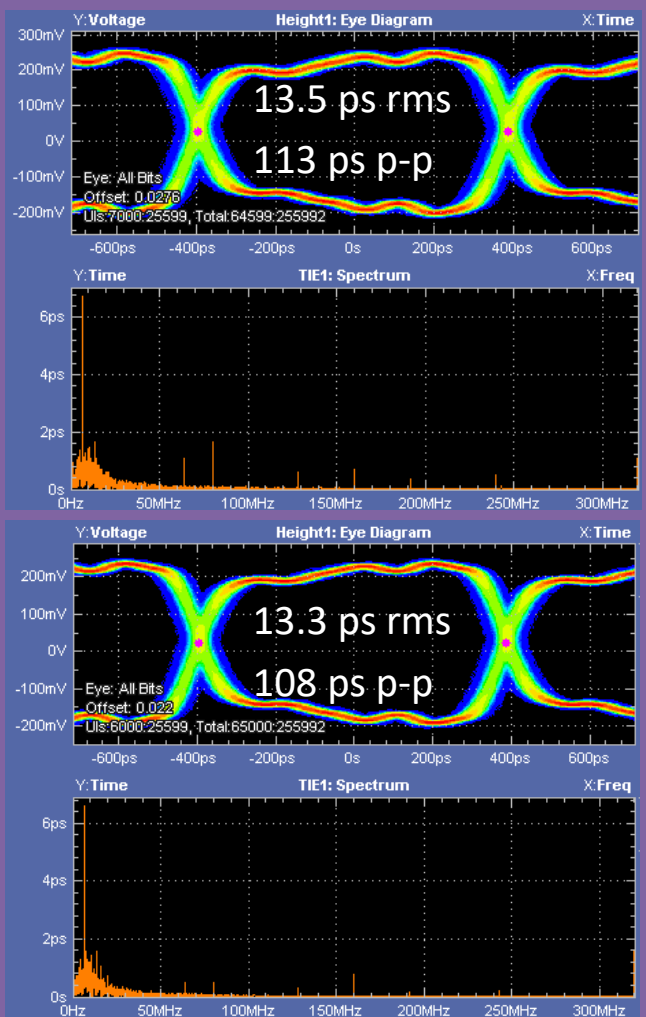 Y:Voltage Height1: Eye Diagram X:Time
300mV
200mV
100mV
0V
-100mV
-200mV
13.5 ps rms
113 ps p-p
Eye: All Bits
Offset: 0.0276
UIs:7000:25599, Total:64599:255992
-600ps -400ps -200ps 0s 200ps 400ps 600ps
Y:Time TIE1: Spectrum X:Freq
6ps
4ps
2ps
0s
0Hz 50MHz 100MHz 150MHz 200MHz 250MHz 300MHz
Y:Voltage Height1: Eye Diagram X:Time
200mV
100mV
0V
-100mV
-200mV
13.3 ps rms
108 ps p-p
Eye: All Bits
Offset: 0.022
UIs:6000:25599, Total:65000:255992
-600ps -400ps -200ps 0s 200ps 400ps 600ps
Y:Time TIE1: Spectrum X:Freq
6ps
4ps
2ps
0s
0Hz 50MHz 100MHz 150MHz 200MHz 250MHz 300MHz